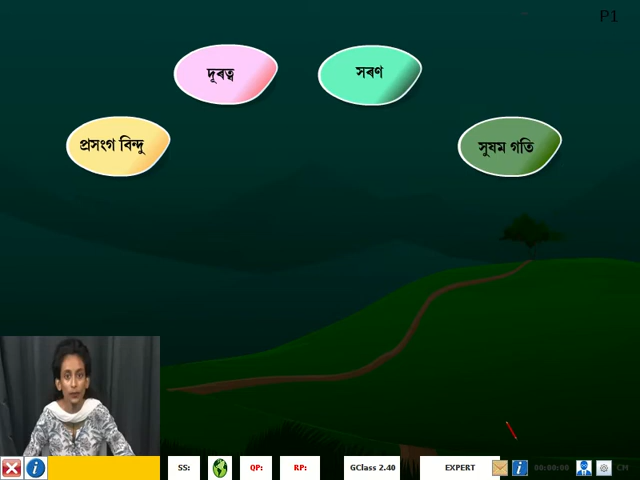 P1
দূৰত্ব
সৰণ
প্ৰসংগ বিন্দু
সুষম গতি
SS:
QP:
RP:
GClass 2.40
EXPERT
00:00:00
CM